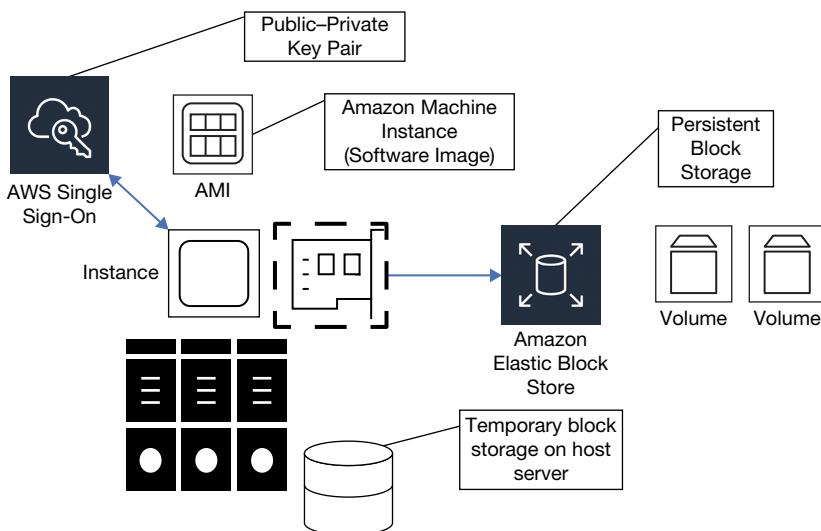 Public–Private
Key Pair
Amazon Machine
Instance
(Software Image)
Persistent
Block
Storage
AWS Single
Sign-On
AMI
Instance
Volume
Volume
Amazon
Elastic Block
Store
Temporary block
storage on host
server